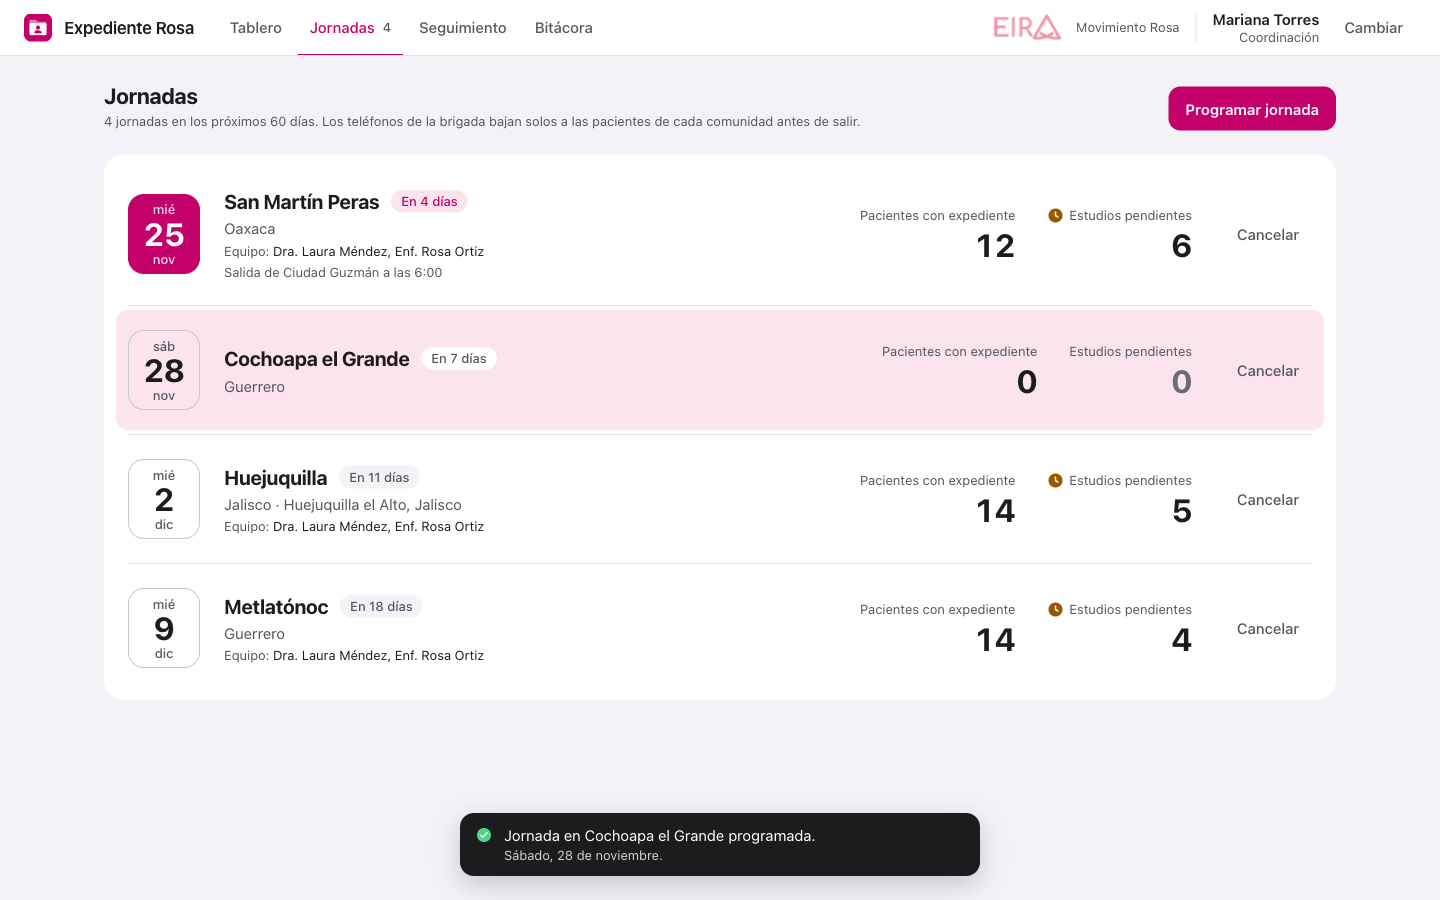 Expediente Rosa
Tablero
Jornadas 4
Seguimiento
Bitácora
EIRA
Movimiento Rosa
Mariana Torres
Coordinación
Cambiar
Jornadas
4 jornadas en los próximos 60 días. Los teléfonos de la brigada bajan solos a las pacientes de cada comunidad antes de salir.
Programar jornada
mié
25
nov
San Martín Peras
En 4 días
Oaxaca
Equipo: Dra. Laura Méndez, Enf. Rosa Ortiz
Salida de Ciudad Guzmán a las 6:00
Pacientes con expediente
12
Estudios pendientes
6
Cancelar
sáb
28
nov
Cochoapa el Grande
En 7 días
Guerrero
Pacientes con expediente
0
Estudios pendientes
0
Cancelar
mié
2
dic
Huejuquilla
En 11 días
Jalisco · Huejuquilla el Alto, Jalisco
Equipo: Dra. Laura Méndez, Enf. Rosa Ortiz
Pacientes con expediente
14
Estudios pendientes
5
Cancelar
mié
9
dic
Metlatónoc
En 18 días
Guerrero
Equipo: Dra. Laura Méndez, Enf. Rosa Ortiz
Pacientes con expediente
14
Estudios pendientes
4
Cancelar
Jornada en Cochoapa el Grande programada.
Sábado, 28 de noviembre.